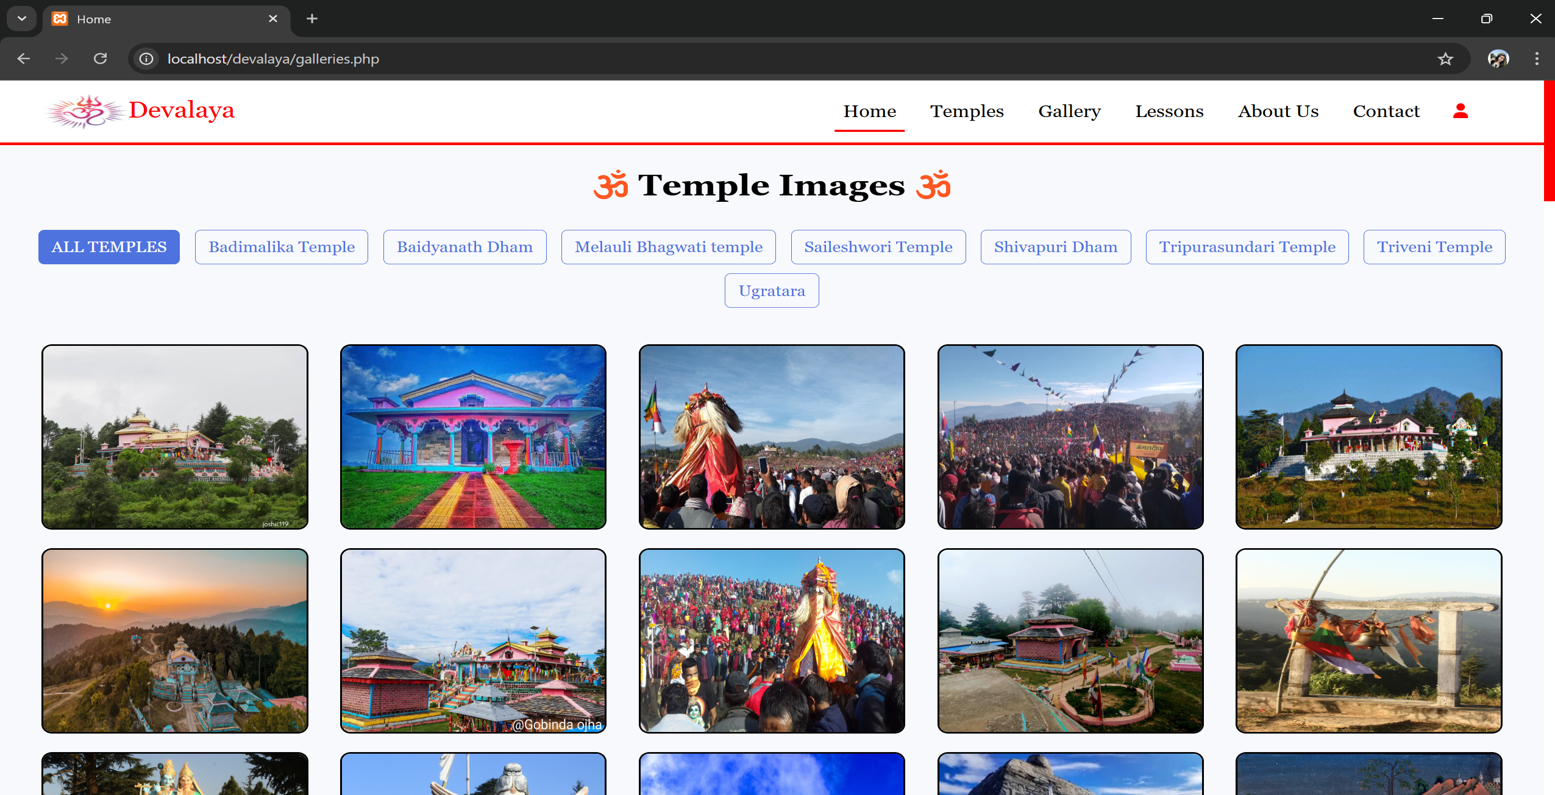 Home
localhost/devalaya/galleries.php
Devalaya
Home Temples Gallery Lessons About Us Contact
ॐ Temple Images ॐ
ALL TEMPLES Badimalika Temple Baidyanath Dham Melauli Bhagwati temple Saileshwori Temple Shivapuri Dham Tripurasundari Temple Triveni Temple
Ugratara
@Gobinda ojha